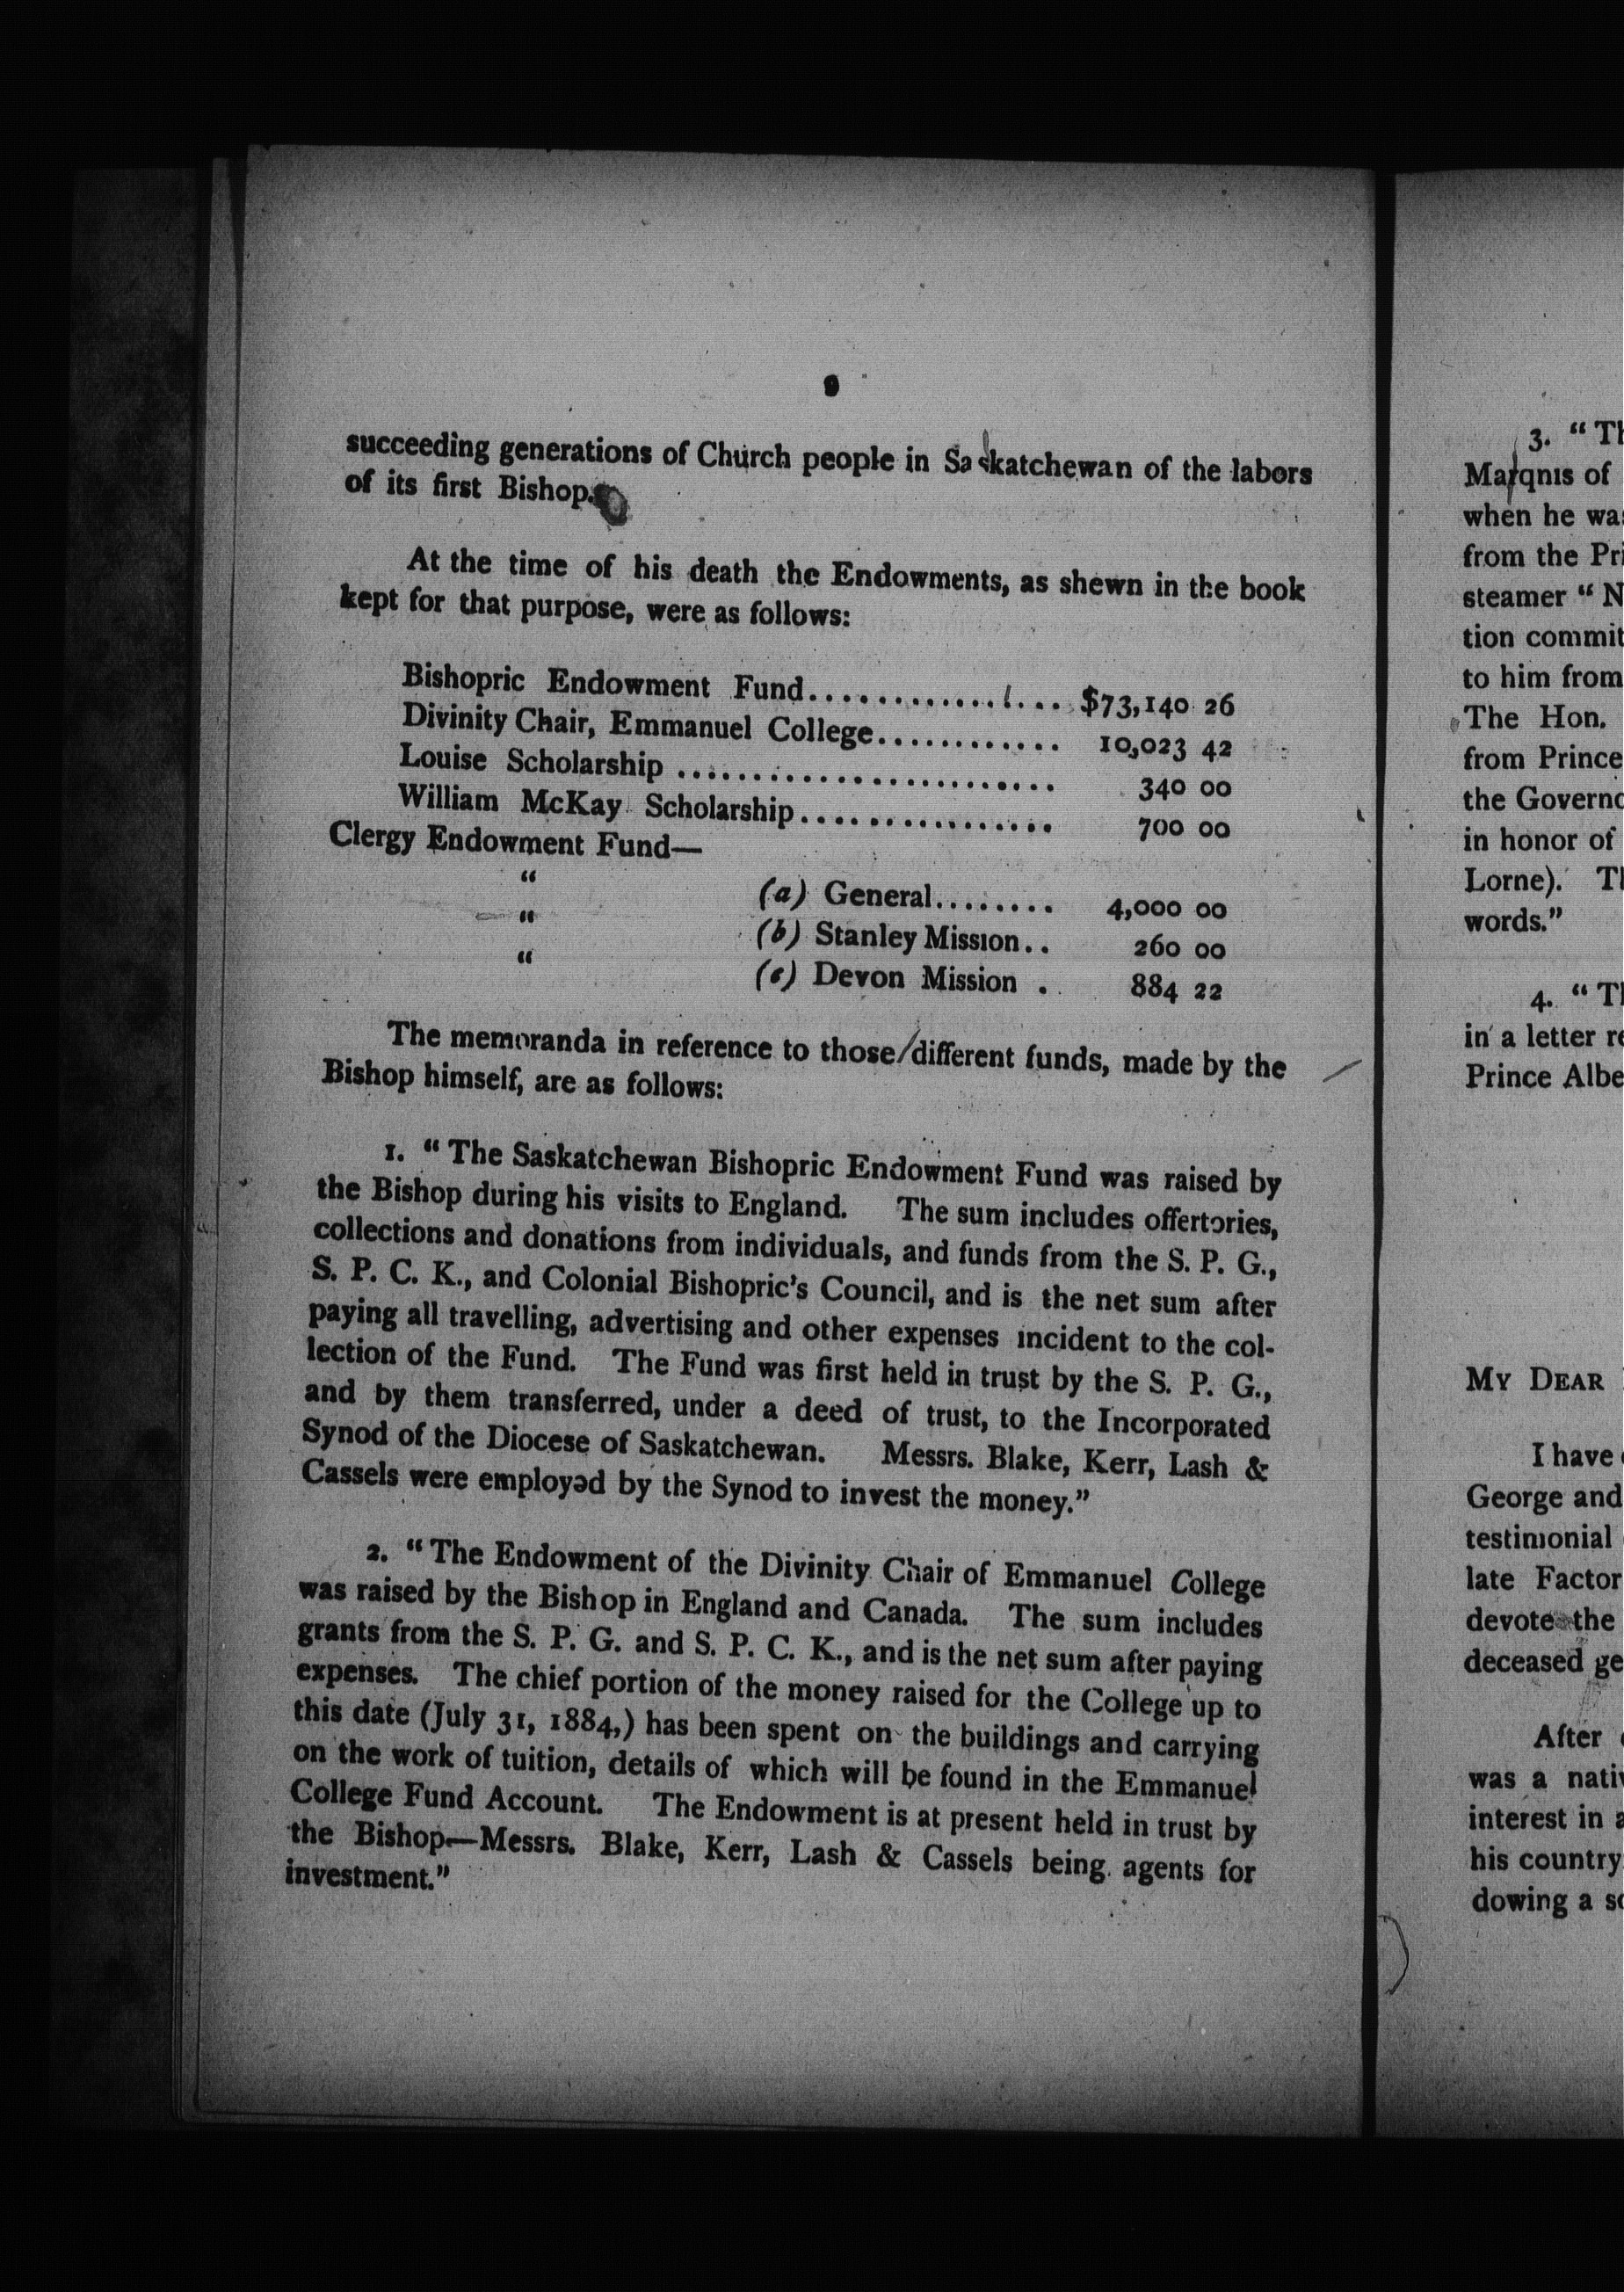 9
succeeding generations of Church people in Saskatchewan of the labors
of its first Bishop.
At the time of his death the Endowments, as shewn in the book
kept for that purpose, were as follows:
Bishopric Endowment Fund.................. $73,140 26
Divinity Chair, Emmanuel College............ 10,023 42
Louise Scholarship ........................ 340 00
William McKay Scholarship................ 700 00
Clergy Endowment Fund—
“ (a) General........ 4,000 00
“ (b) Stanley Mission.. 260 00
“ (c) Devon Mission . 884 22
The memoranda in reference to those different funds, made by the
Bishop himself, are as follows:
1. “The Saskatchewan Bishopric Endowment Fund was raised by
the Bishop during his visits to England. The sum includes offertories,
collections and donations from individuals, and funds from the S. P. G.,
S. P. C. K., and Colonial Bishopric's Council, and is the net sum after
paying all travelling, advertising and other expenses incident to the col-
lection of the Fund. The Fund was first held in trust by the S. P. G.,
and by them transferred, under a deed of trust, to the Incorporated
Synod of the Diocese of Saskatchewan. Messrs. Blake, Kerr, Lash &
Cassels were employed by the Synod to invest the money.”
2. “The Endowment of the Divinity Chair of Emmanuel College
was raised by the Bishop in England and Canada. The sum includes
grants from the S. P. G. and S. P. C. K., and is the net sum after paying
expenses. The chief portion of the money raised for the College up to
this date (July 31, 1884,) has been spent on the buildings and carrying
on the work of tuition, details of which will be found in the Emmanuel
College Fund Account. The Endowment is at present held in trust by
the Bishop—Messrs. Blake, Kerr, Lash & Cassels being agents for
investment.”
3. “Th
Marqnis of
when he wa
from the Pri
steamer “ N
tion commit
to him from
The Hon.
from Prince
the Governo
in honor of
Lorne). Th
words.”
4. “Th
in a letter re
Prince Albe
MY DEAR
I have
George and
testimonial
late Factor
devote the
deceased ge
After
was a nativ
interest in a
his country
dowing a sc